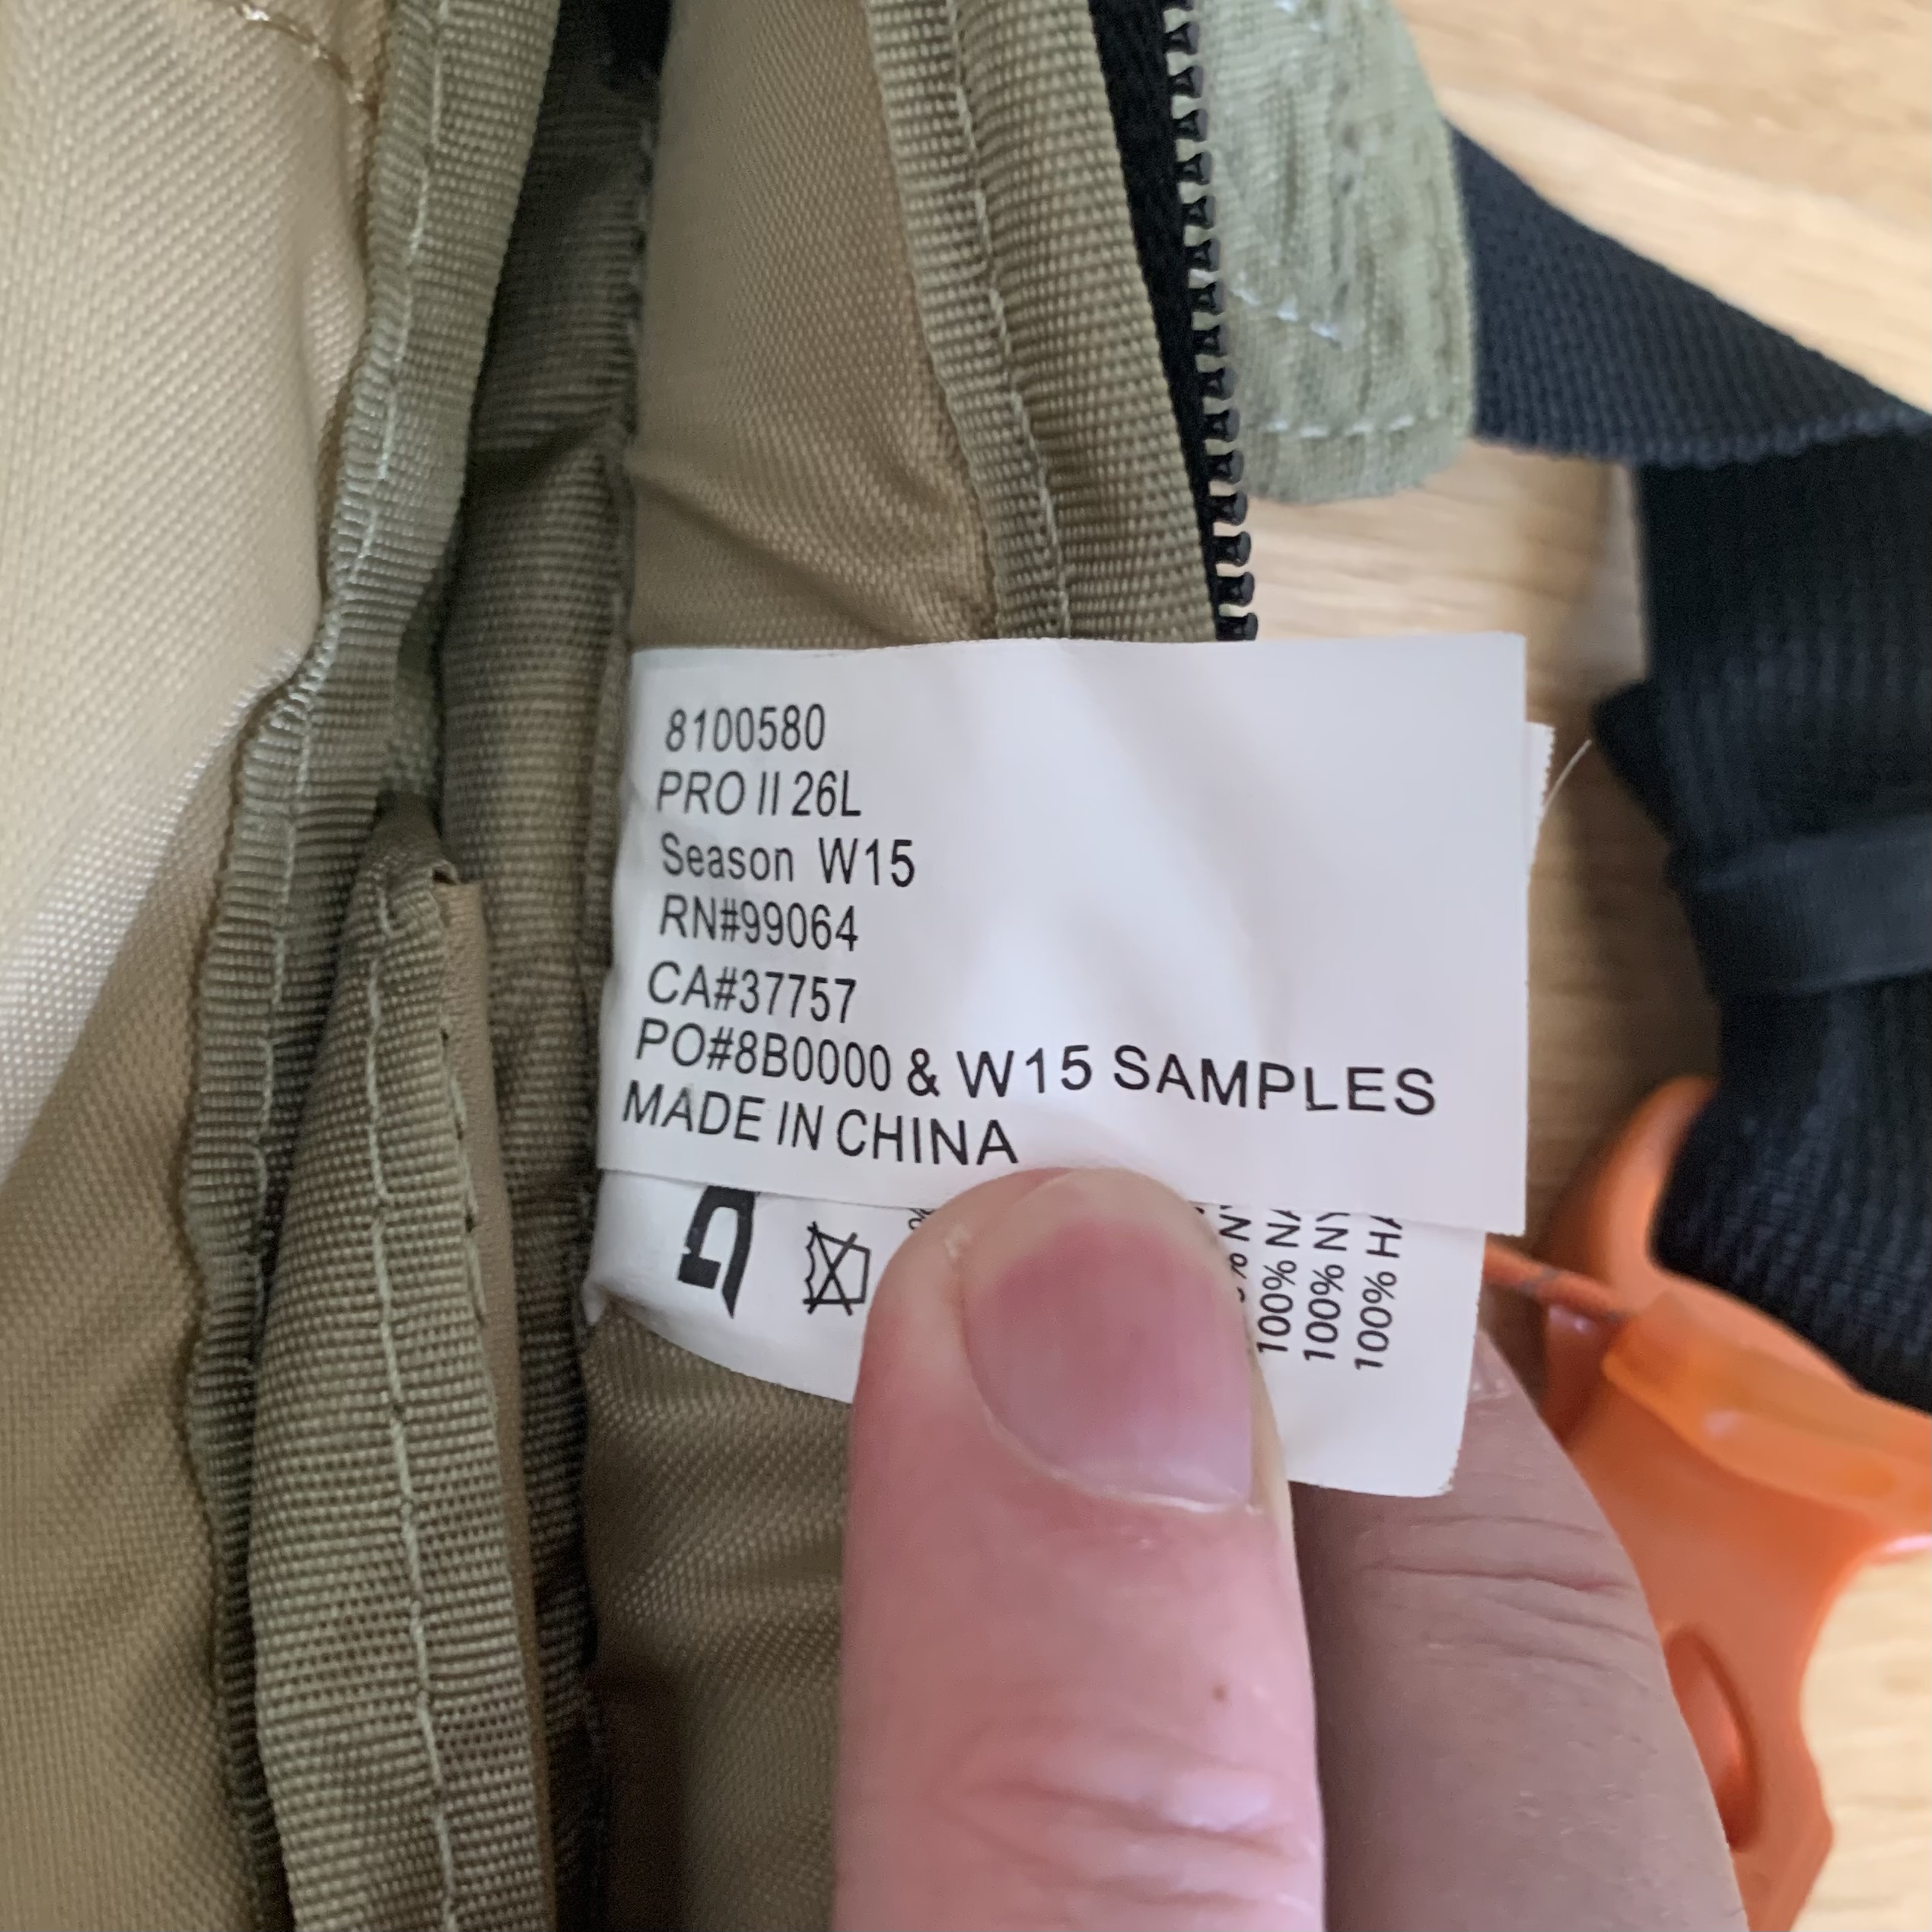 8100580
PRO II 26L
Season W15
RN#99064
CA#37757
PO#8B0000 & W15 SAMPLES
MADE IN CHINA
100%
100%
100%